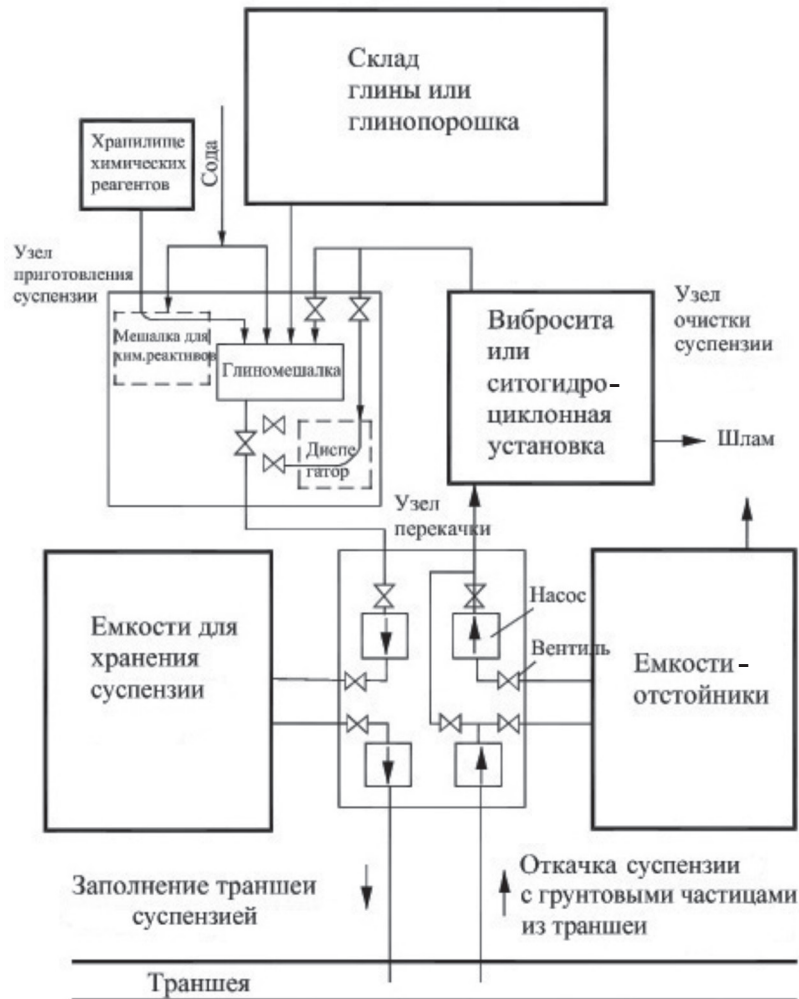 Склад
глины или
глинопорошка
Хранилище
химических
реагентов
Сода
Узел
приготовления
суспензии
Мешалка для
хим.реактивов
Глиномешалка
Диспе
гатор
Вибросита
или
ситогидро-
циклонная
установка
Узел
очистки
суспензии
Шлам
Узел
перекачки
Емкости для
хранения
суспензии
Насос
Вентиль
Емкости-
отстойники
Заполнение траншеи
суспензией
Откачка суспензии
с грунтовыми частицами
из траншеи
Траншея